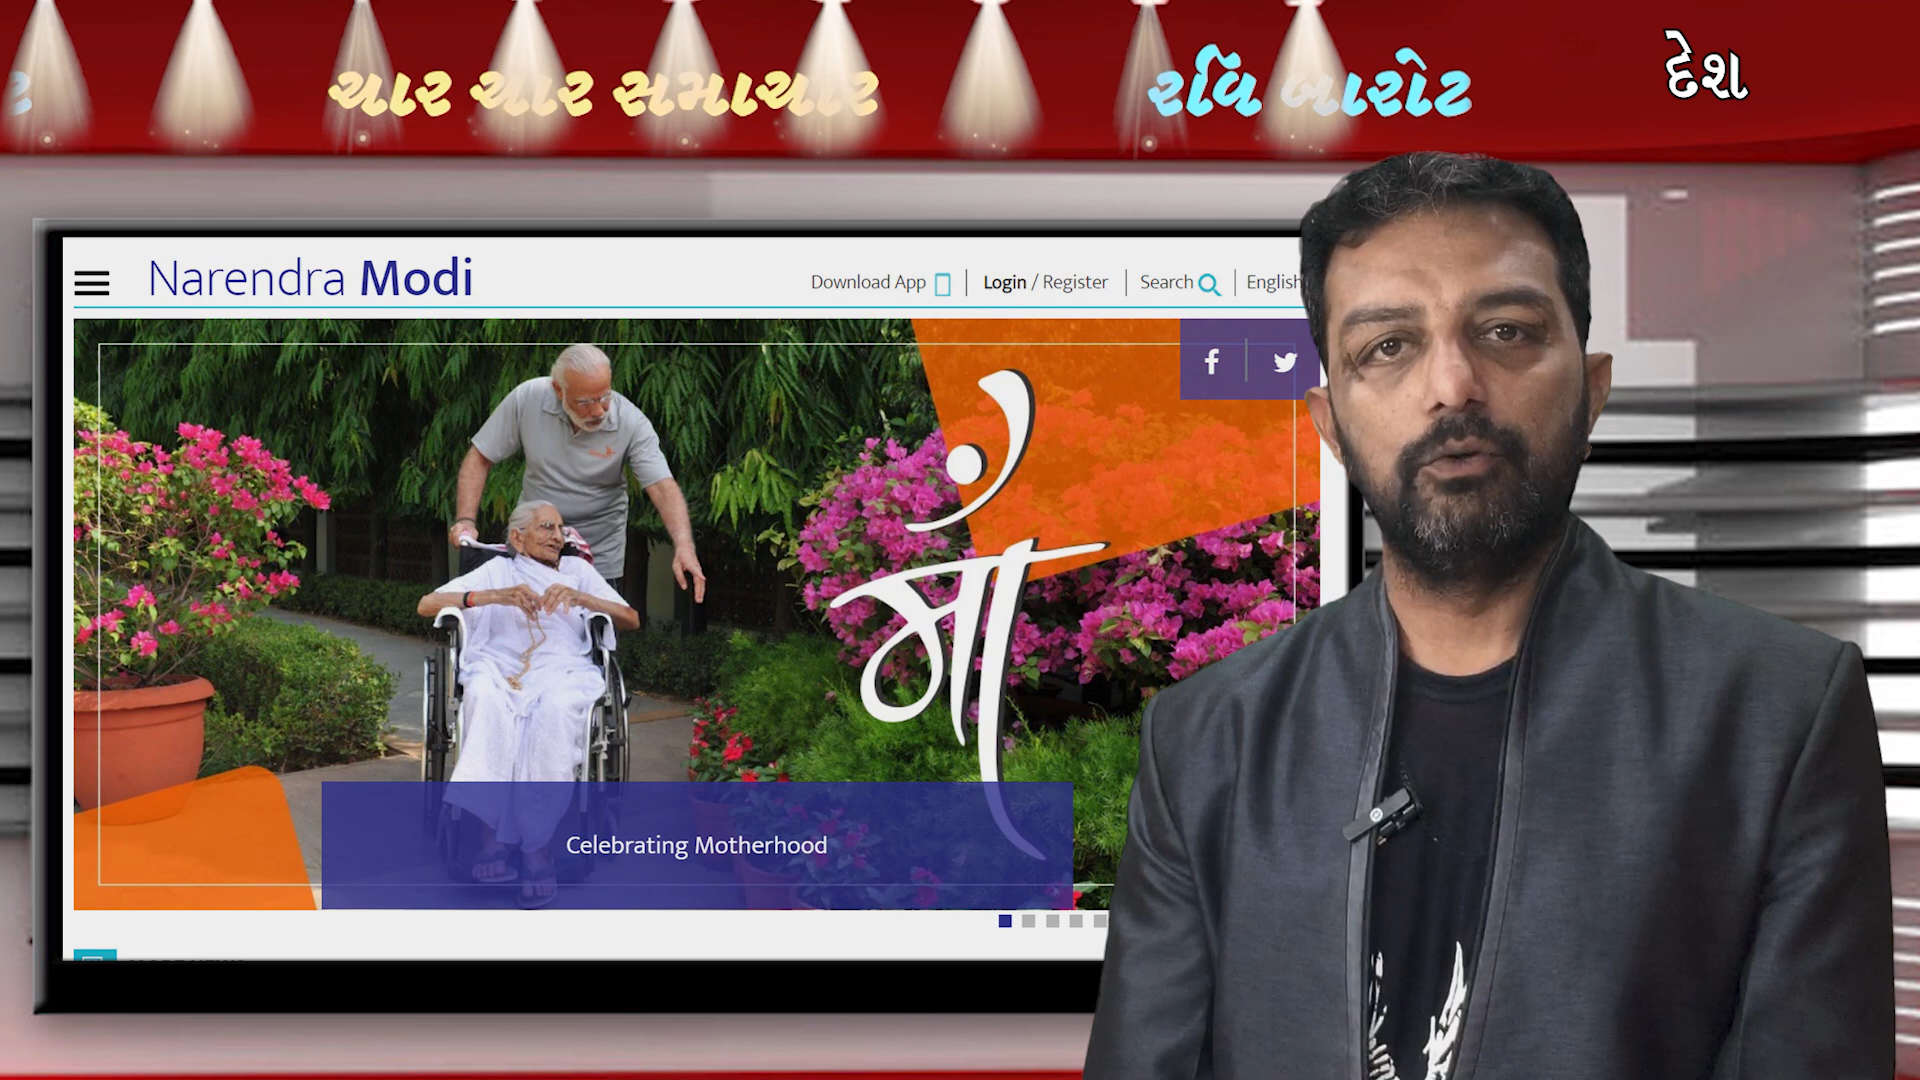 ચાર ચાર સમાચાર
રવિ બારોટ
દેશ
Narendra Modi
Download App
Login / Register
Search
English
माँ
Celebrating Motherhood